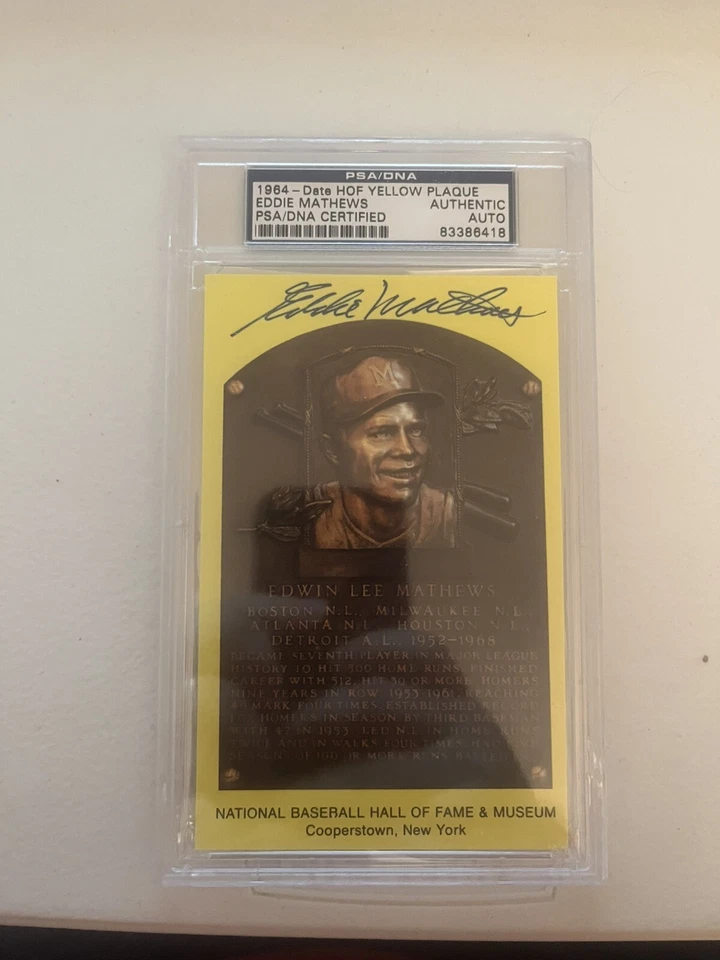 PSA/DNA
1964-Date HOF YELLOW PLAQUE
EDDIE MATHEWS AUTHENTIC
PSA/DNA CERTIFIED AUTO
83386418
Eddie Mathews
M
EDWIN LEE MATHEWS
BOSTON N.L., MILWAUKEE N.L.,
ATLANTA N.L., HOUSTON N.L.,
DETROIT A.L., 1952-1968
BECAME SEVENTH PLAYER IN MAJOR LEAGUE
HISTORY TO HIT 500 HOME RUNS. FINISHED
CAREER WITH 512. HIT 30 OR MORE HOMERS
NINE YEARS IN ROW, 1953-1961, REACHING
40 MARK FOUR TIMES. ESTABLISHED RECORD
HOMERS IN SEASON BY THIRD BASEMAN
WITH 47 IN 1953. LED N.L. IN HOME RUNS
TWICE AND IN WALKS FOUR TIMES. HAD
OR MORE RUNS
NATIONAL BASEBALL HALL OF FAME & MUSEUM
Cooperstown, New York